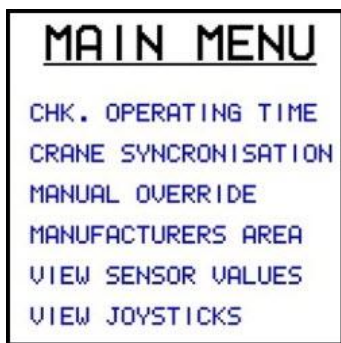 MAIN MENU
CHK. OPERATING TIME
CRANE SYNCRONISATION
MANUAL OVERRIDE
MANUFACTURERS AREA
VIEW SENSOR VALUES
VIEW JOYSTICKS